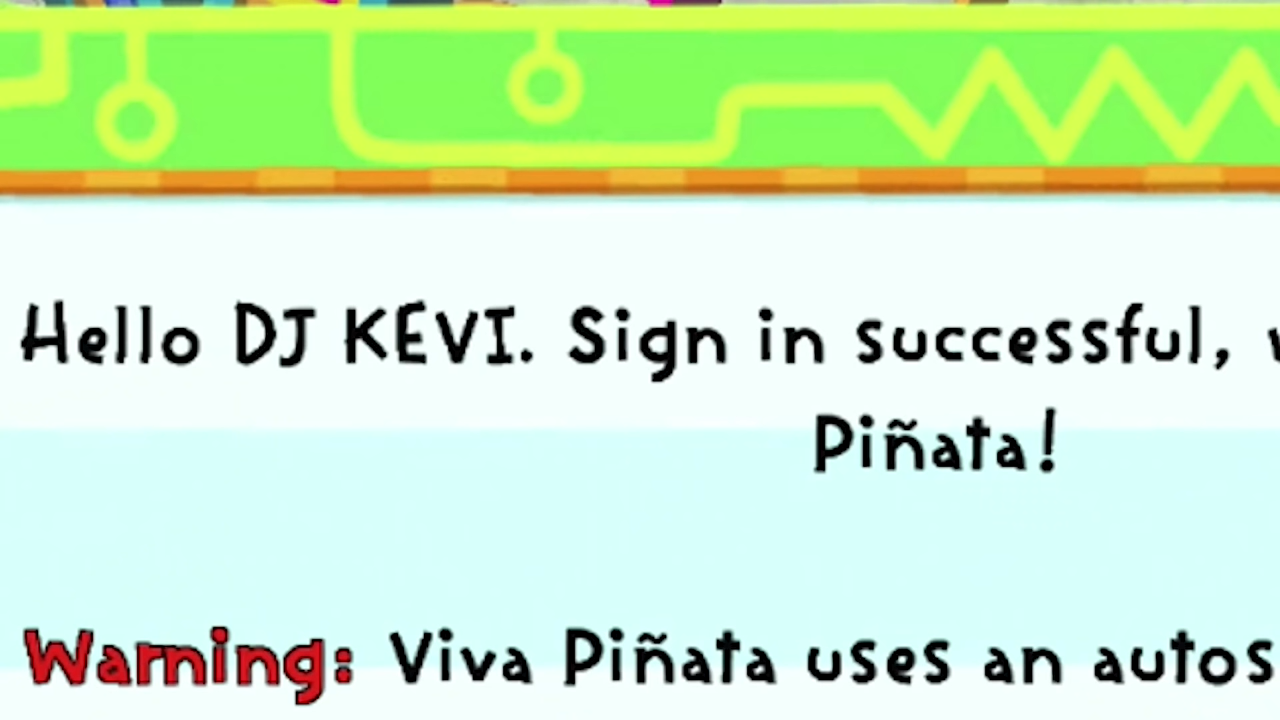 Hello DJ KEVI. Sign in successful,
Piñata!
Warning: Viva Piñata uses an autos